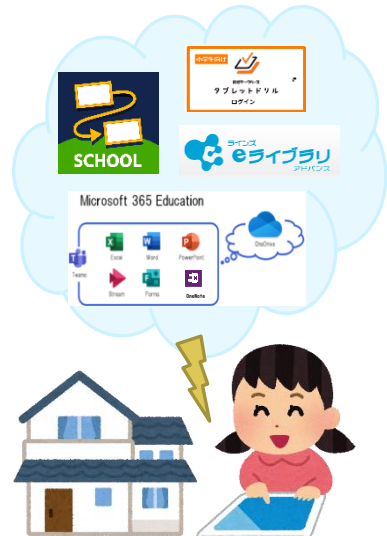 小学生向け
タブレットドリル
ログイン
SCHOOL
ラインズ
eライブラリ
アドバンス
Microsoft 365 Education
Teams
Excel
Word
PowerPoint
OneDrive
Stream
Forms
OneNote